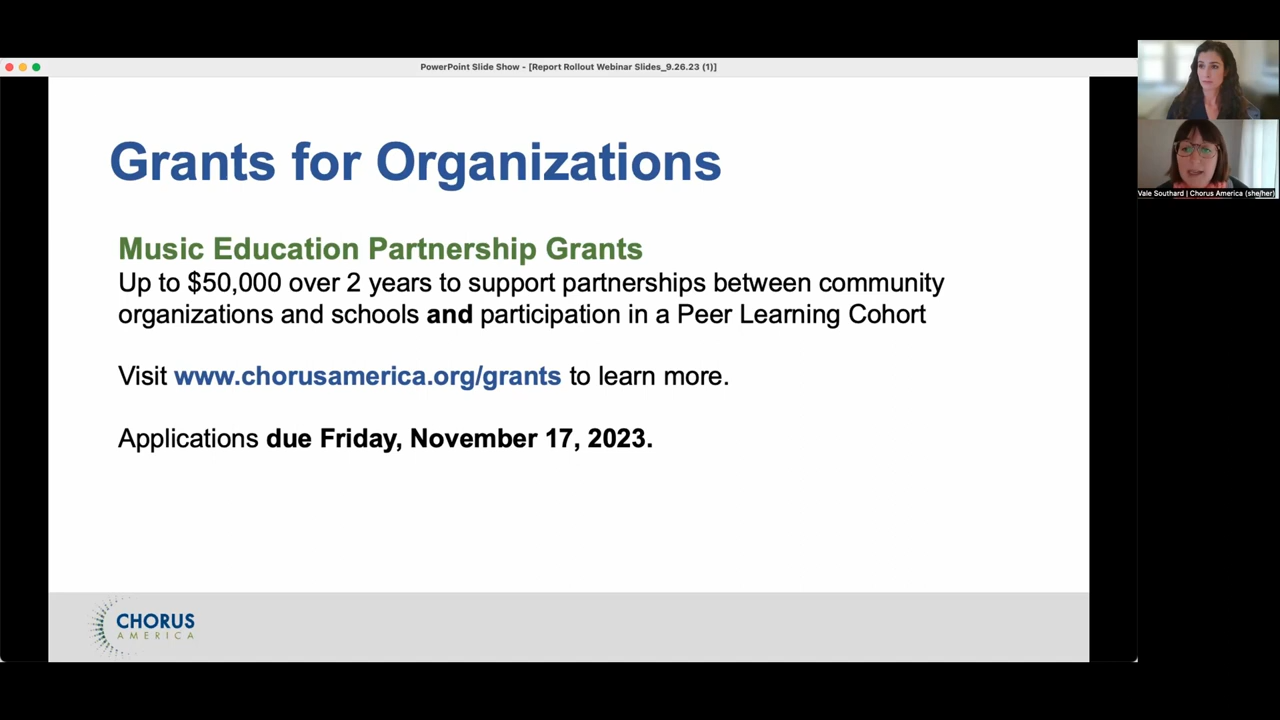 PowerPoint Slide Show - [Report Rollout Webinar Slides_9.26.23 (1)]
Grants for Organizations
Music Education Partnership Grants
Up to $50,000 over 2 years to support partnerships between community
organizations and schools and participation in a Peer Learning Cohort
Visit www.chorusamerica.org/grants to learn more.
Applications due Friday, November 17, 2023.
CHORUS
AMERICA
Vale Southard | Chorus America (she/her)